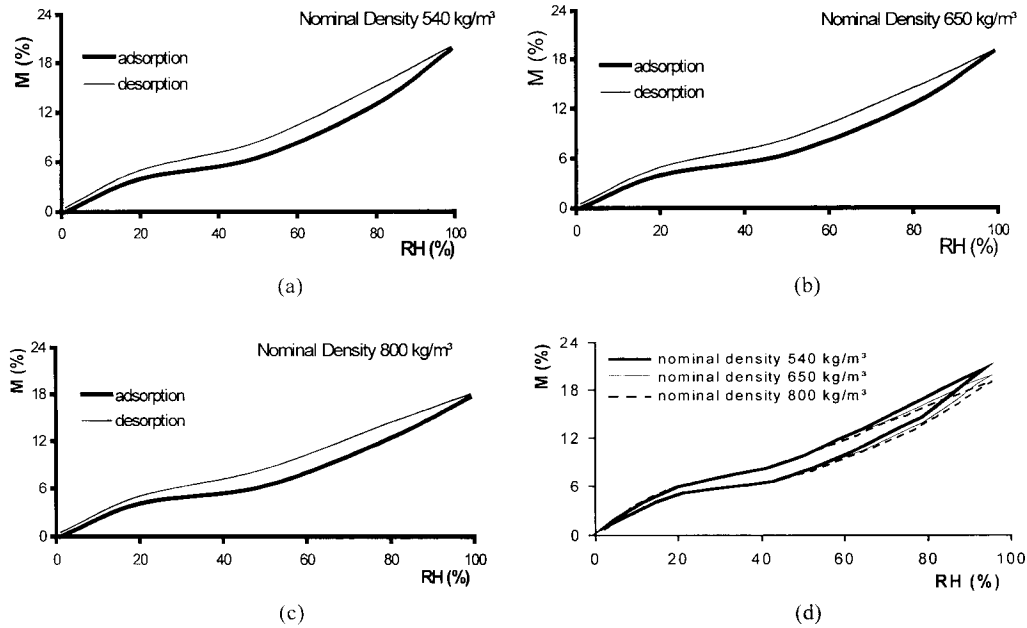 Nominal Density 540 kg/m³
M (%)
24
18
12
6
0
adsorption
desorption
0 20 40 60 80 100
RH (%)
(a)
Nominal Density 650 kg/m³
M (%)
24
18
12
6
0
adsorption
desorption
0 20 40 60 80 100
RH (%)
(b)
Nominal Density 800 kg/m³
M (%)
24
18
12
6
0
adsorption
desorption
0 20 40 60 80 100
RH (%)
(c)
M (%)
24
18
12
6
0
nominal density 540 kg/m³
nominal density 650 kg/m³
nominal density 800 kg/m³
0 20 40 60 80 100
RH (%)
(d)